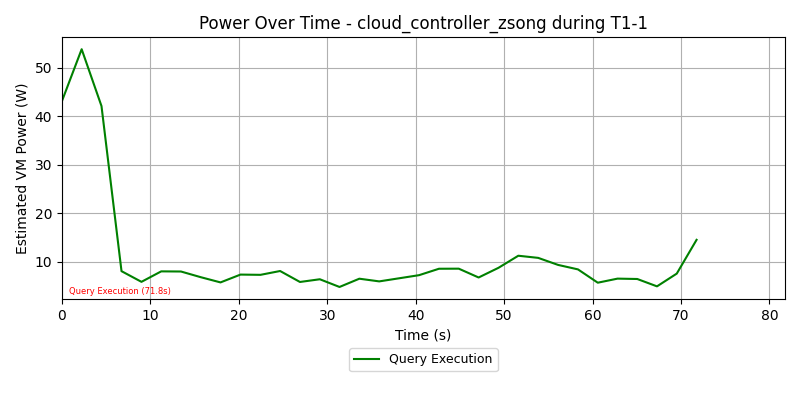 Power Over Time - cloud_controller_zsong during T1-1
Estimated VM Power (W)
50
40
30
20
10
Query Execution (71.8s)
0 10 20 30 40 50 60 70 80
Time (s)
Query Execution